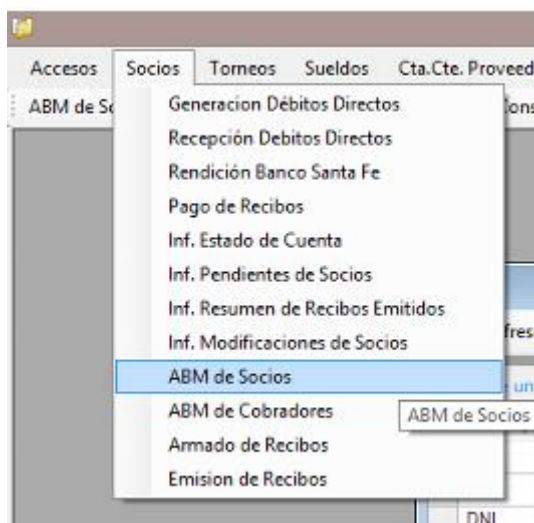 Accesos Socios Torneos Sueldos Cta.Cte. Proveed
ABM de So
Generacion Débitos Directos
Recepción Debitos Directos
Rendición Banco Santa Fe
Pago de Recibos
Inf. Estado de Cuenta
Inf. Pendientes de Socios
Inf. Resumen de Recibos Emitidos
Inf. Modificaciones de Socios
ABM de Socios
ABM de Cobradores
ABM de Socios
Armado de Recibos
Emision de Recibos
DNI